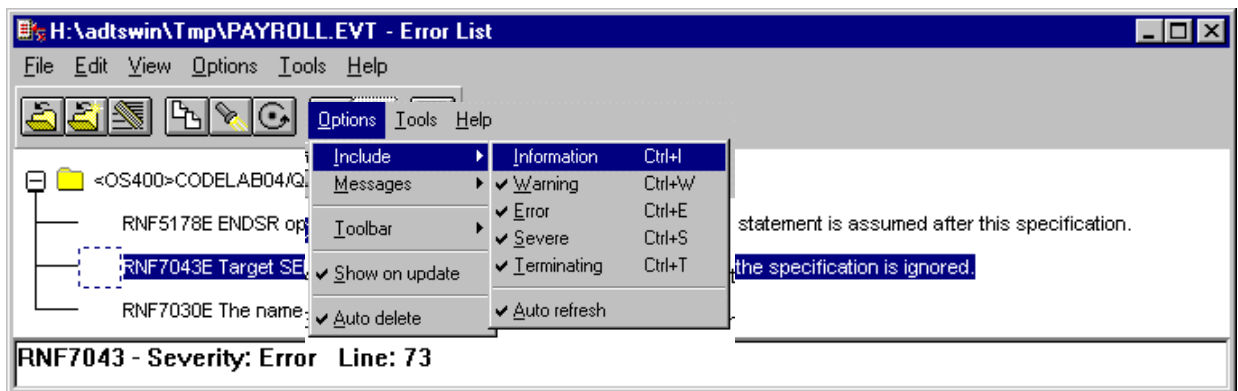 H:\adtswin\Tmp\PAYROLL.EVT - Error List
File Edit View Options Tools Help
Options Tools Help
Include
Messages
Toolbar
Show on update
Auto delete
Information Ctrl+I
Warning Ctrl+W
Error Ctrl+E
Severe Ctrl+S
Terminating Ctrl+T
Auto refresh
<OS400>CODELAB04/Q
RNF5178E ENDSR op statement is assumed after this specification.
RNF7043E Target SE the specification is ignored.
RNF7030E The name
RNF7043 - Severity: Error Line: 73